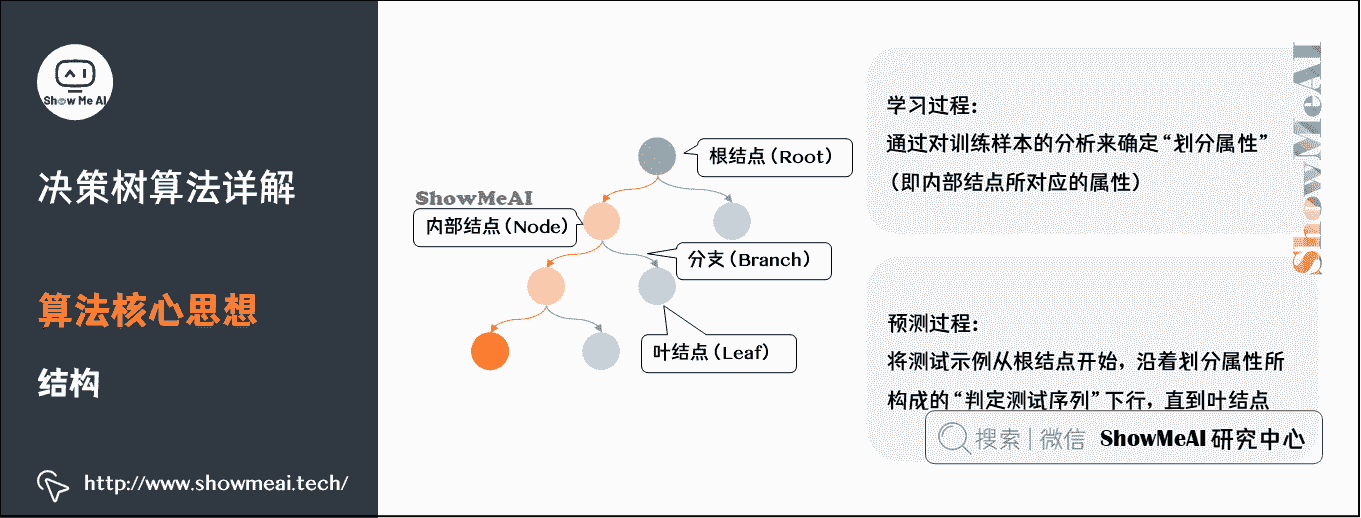 Show Me AI
决策树算法详解
算法核心思想
结构
http://www.showmeai.tech/
根结点（Root）
ShowMeAI
内部结点（Node）
分支（Branch）
叶结点（Leaf）
学习过程：
通过对训练样本的分析来确定“划分属性”
（即内部结点所对应的属性）
预测过程：
将测试示例从根结点开始，沿着划分属性所
构成的“判定测试序列”下行，直到叶结点
搜索 | 微信 ShowMeAI 研究中心
ShowMeAI